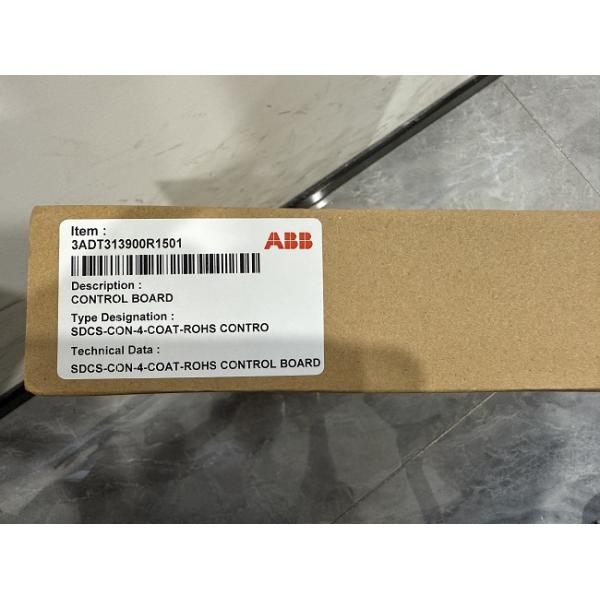 Item :
3ADT313900R1501
ABB
Description :
CONTROL BOARD
Type Designation :
SDCS-CON-4-COAT-ROHS CONTRO
Technical Data :
SDCS-CON-4-COAT-ROHS CONTROL BOARD